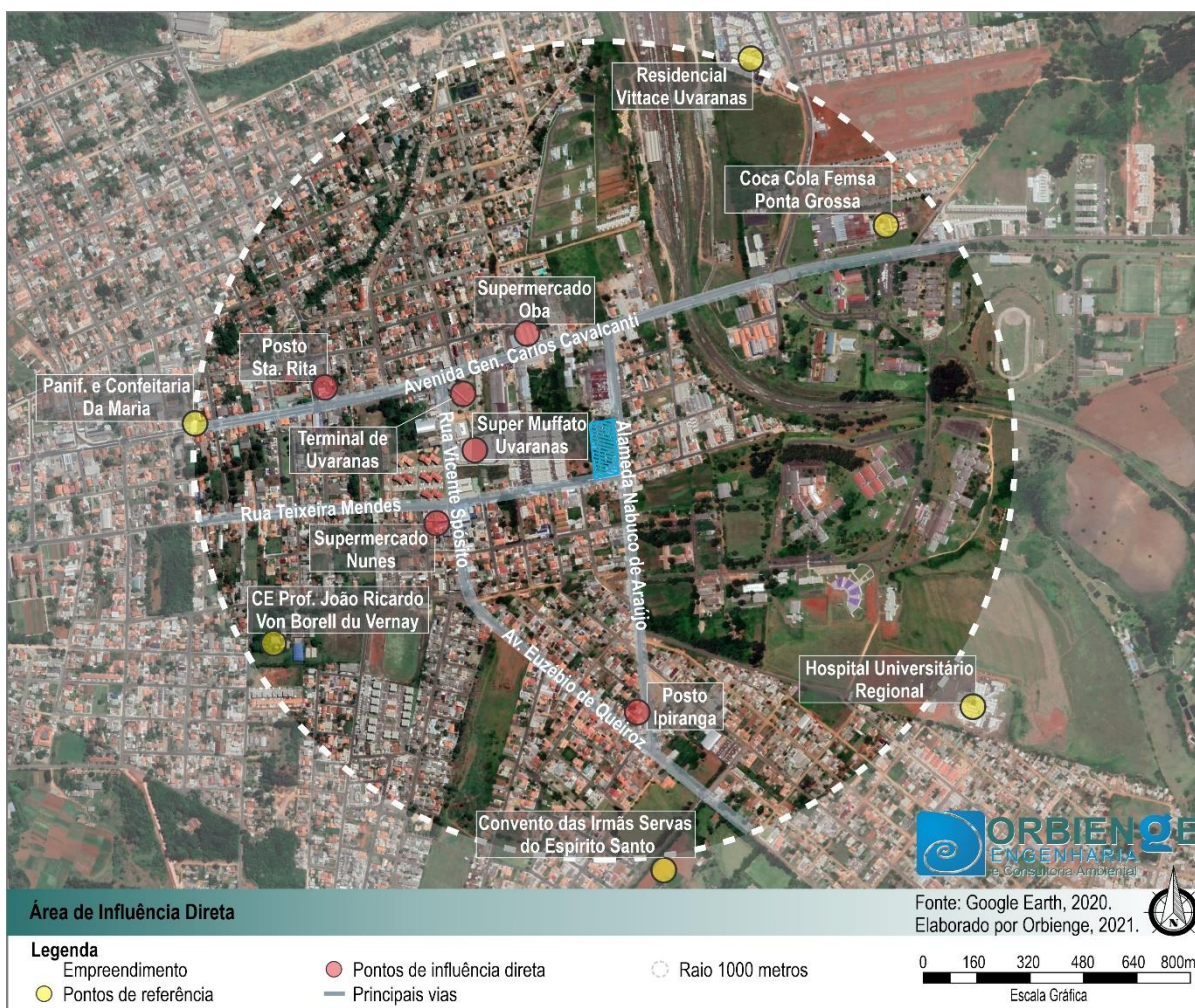 Residencial
Vittace Uvaranas
Coca Cola Femsa
Ponta Grossa
Supermercado
Oba
Posto
Sta. Rita
Avenida Gen. Carlos Cavalcanti
Panif. e Confeitaria
Da Maria
Terminal de
Uvaranas
Super Muffato
Uvaranas
Rua Vicente Spósito
Alameda Nabuco de Araújo
Rua Teixeira Mendes
Supermercado
Nunes
CE Prof. João Ricardo
Von Borell du Vernay
Av. Euzébio de Queiroz
Hospital Universitário
Regional
Posto
Ipiranga
Convento das Irmãs Servas
do Espírito Santo
ORBIENGE
ENGENHARIA
e Consultoria Ambiental
Área de Influência Direta
Fonte: Google Earth, 2020.
Elaborado por Orbienge, 2021.
N
Legenda
Empreendimento
Pontos de referência
Pontos de influência direta
Principais vias
Raio 1000 metros
0 160 320 480 640 800m
Escala Gráfica